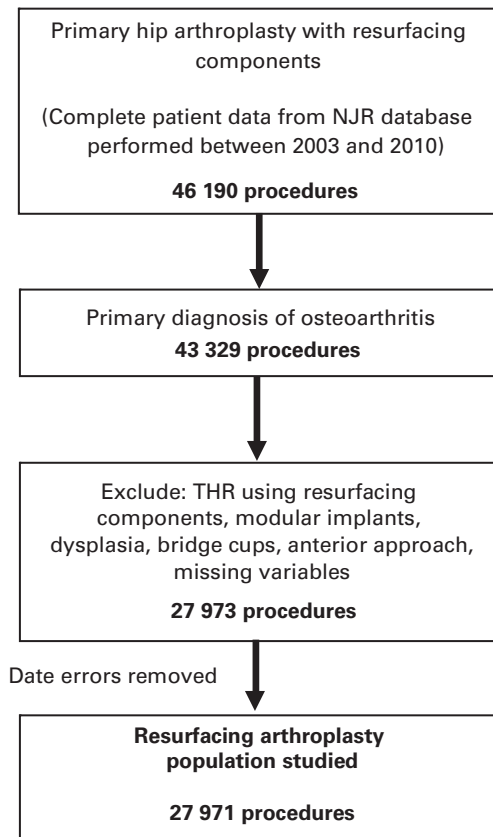 Primary hip arthroplasty with resurfacing
components
(Complete patient data from NJR database
performed between 2003 and 2010)
46 190 procedures
Primary diagnosis of osteoarthritis
43 329 procedures
Exclude: THR using resurfacing
components, modular implants,
dysplasia, bridge cups, anterior approach,
missing variables
27 973 procedures
Date errors removed
Resurfacing arthroplasty
population studied
27 971 procedures